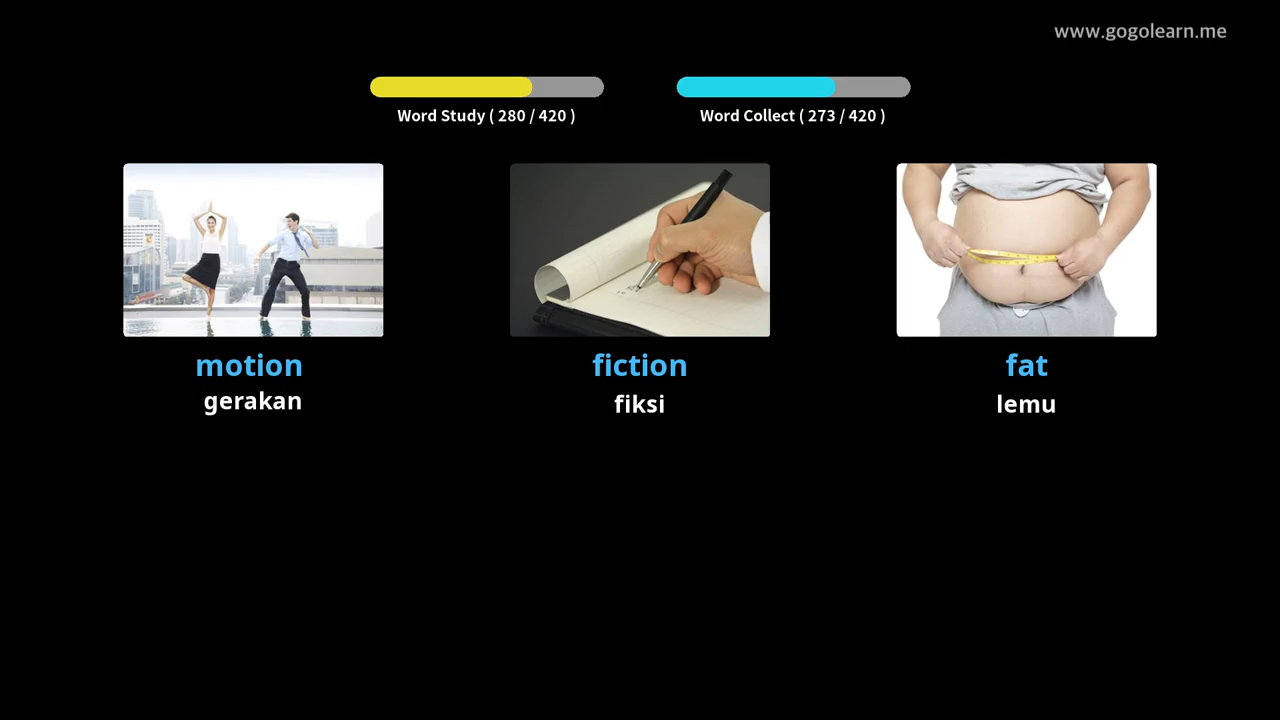 www.gogolearn.me
Word Study ( 280 / 420 )
Word Collect ( 273 / 420 )
motion
gerakan
fiction
fiksi
fat
lemu